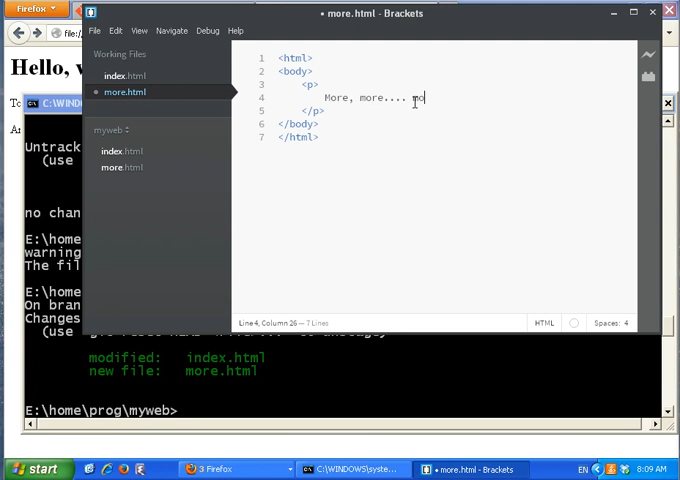 Firefox
• more.html - Brackets
file:/
File Edit View Navigate Debug Help
Working Files
index.html
more.html
myweb
index.html
more.html
1 <html>
2 <body>
3 <p>
4 More, more.... mo
5 </p>
6 </body>
7 </html>
Line 4, Column 26 — 7 Lines
HTML
Spaces: 4
Hello,
To
C:\WIND
Untrack
(use
no chan
E:\home
warning
The fil
E:\home
On bran
Changes
(use
modified: index.html
new file: more.html
E:\home\prog\myweb>
start
3 Firefox
C:\WINDOWS\syste...
• more.html - Brackets
EN
8:09 AM